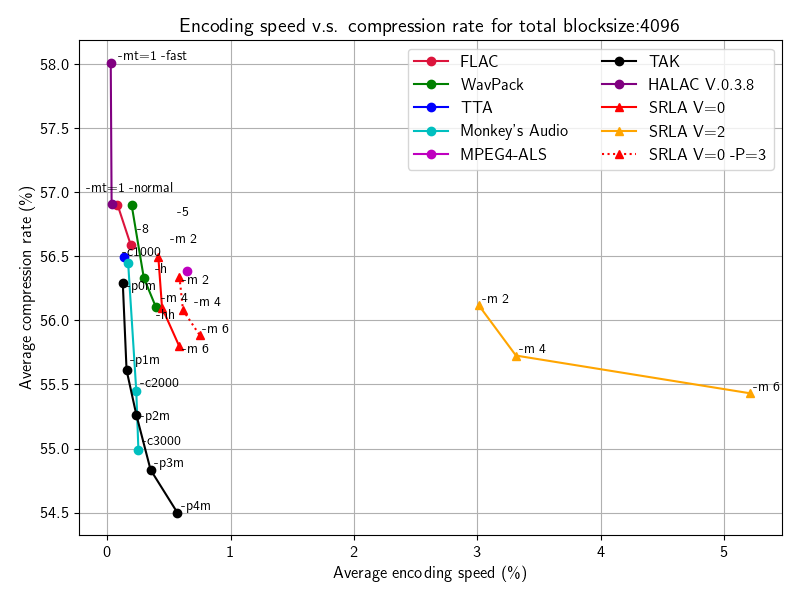 Encoding speed v.s. compression rate for total blocksize:4096
Average compression rate (%)
58.0
57.5
57.0
56.5
56.0
55.5
55.0
54.5
0
1
2
3
4
5
Average encoding speed (%)
FLAC
WavPack
TTA
Monkey's Audio
MPEG4-ALS
TAK
HALAC V.0.3.8
SRLA V=0
SRLA V=2
SRLA V=0 -P=3
-mt=1 -fast
-mt=1 -normal
-5
-8
-m 2
-c1000
-h
-m 2
-p0m
-m 4
-m 4
-hh
-m 6
-m 6
-p1m
-c2000
-p2m
-c3000
-p3m
-p4m
-m 2
-m 4
-m 6